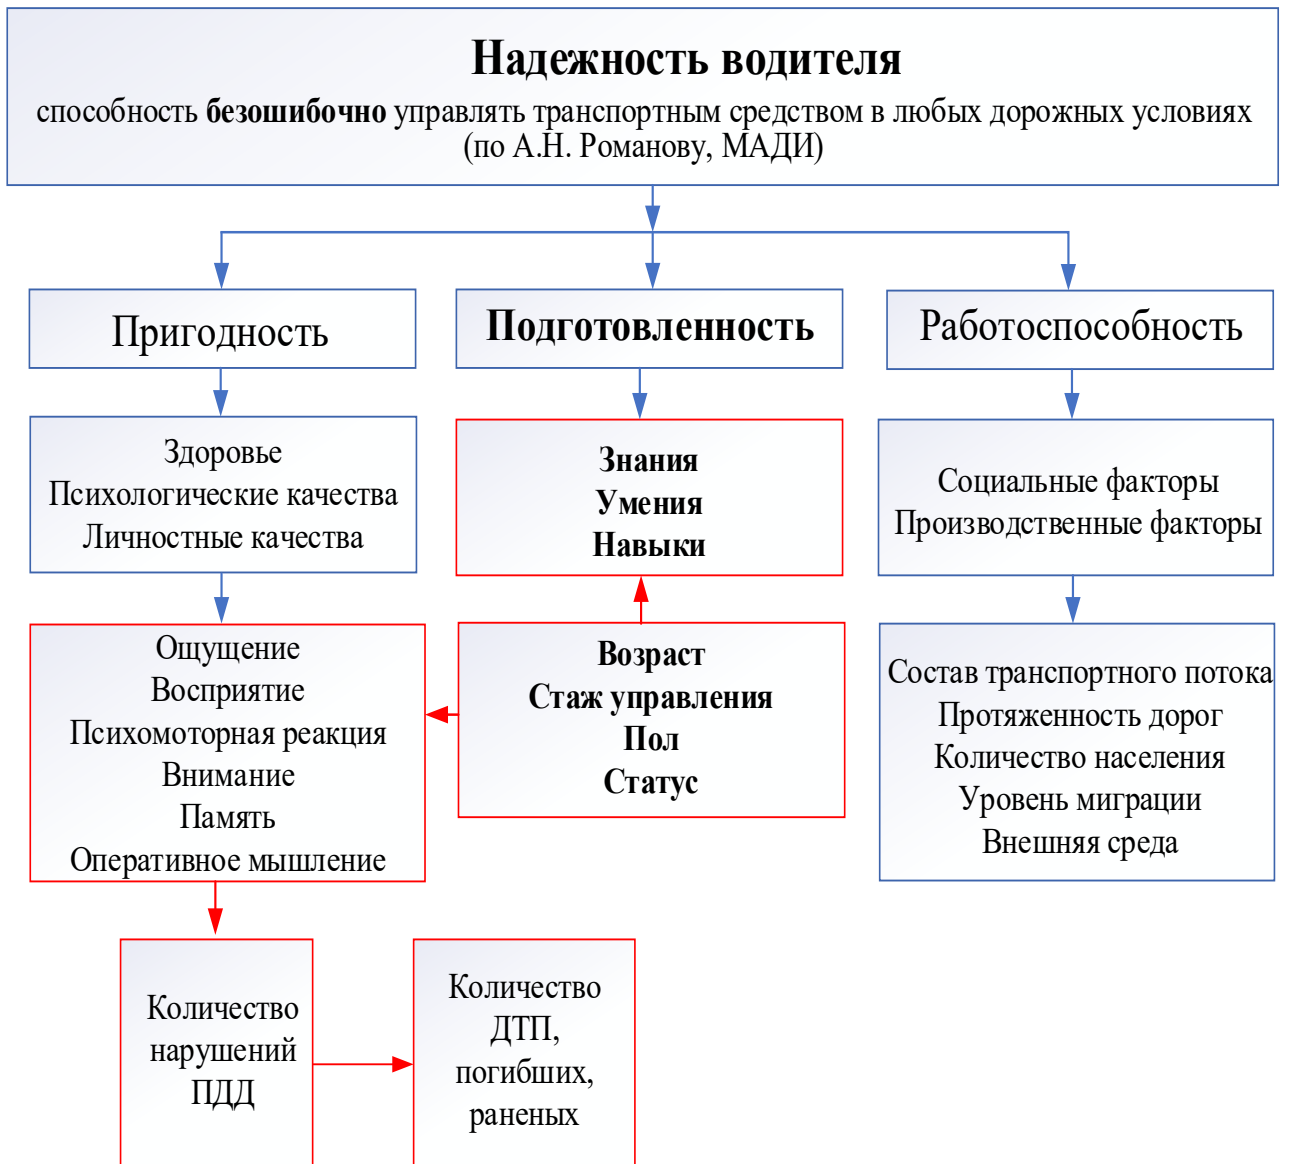 Надежность водителя
способность безошибочно управлять транспортным средством в любых дорожных условиях
(по А.Н. Романову, МАДИ)
Пригодность
Подготовленность
Работоспособность
Здоровье
Психологические качества
Личностные качества
Знания
Умения
Навыки
Социальные факторы
Производственные факторы
Ощущение
Восприятие
Психомоторная реакция
Внимание
Память
Оперативное мышление
Возраст
Стаж управления
Пол
Статус
Состав транспортного потока
Протяженность дорог
Количество населения
Уровень миграции
Внешняя среда
Количество
нарушений
ПДД
Количество
ДТП,
погибших,
раненых